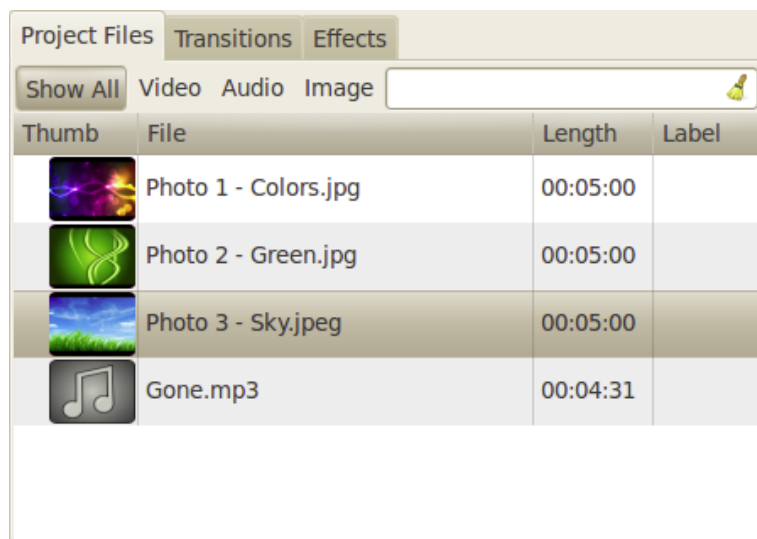 Project Files Transitions Effects
Show All Video Audio Image
Thumb File Length Label
Photo 1 - Colors.jpg 00:05:00
Photo 2 - Green.jpg 00:05:00
Photo 3 - Sky.jpeg 00:05:00
Gone.mp3 00:04:31